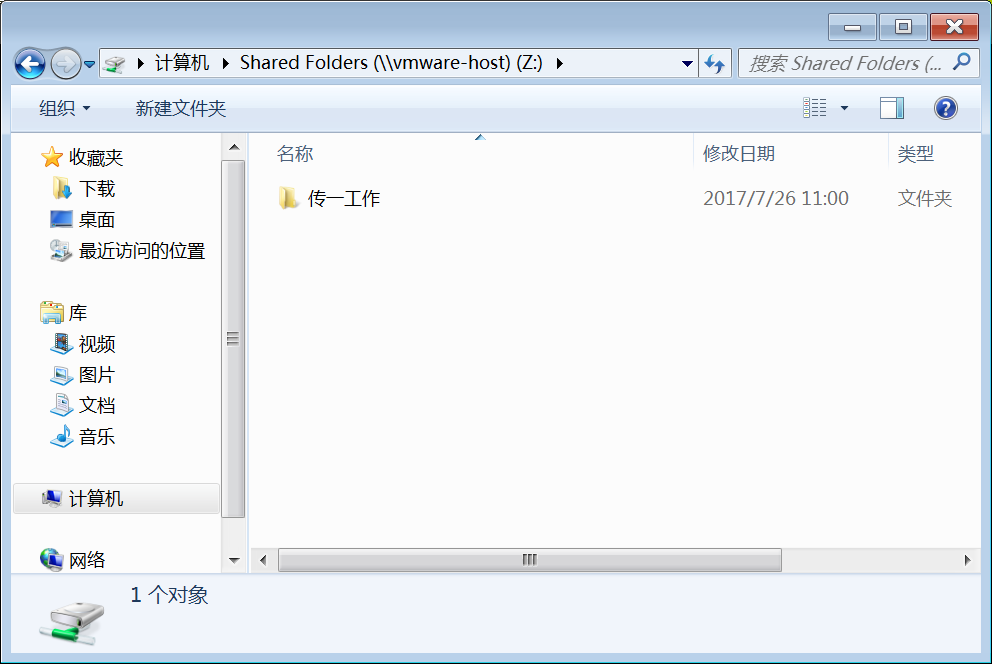 计算机 Shared Folders (\\vmware-host) (Z:)
搜索 Shared Folders (...
组织 新建文件夹
名称 修改日期 类型
传一工作 2017/7/26 11:00 文件夹
收藏夹
下载
桌面
最近访问的位置
库
视频
图片
文档
音乐
计算机
网络
1 个对象